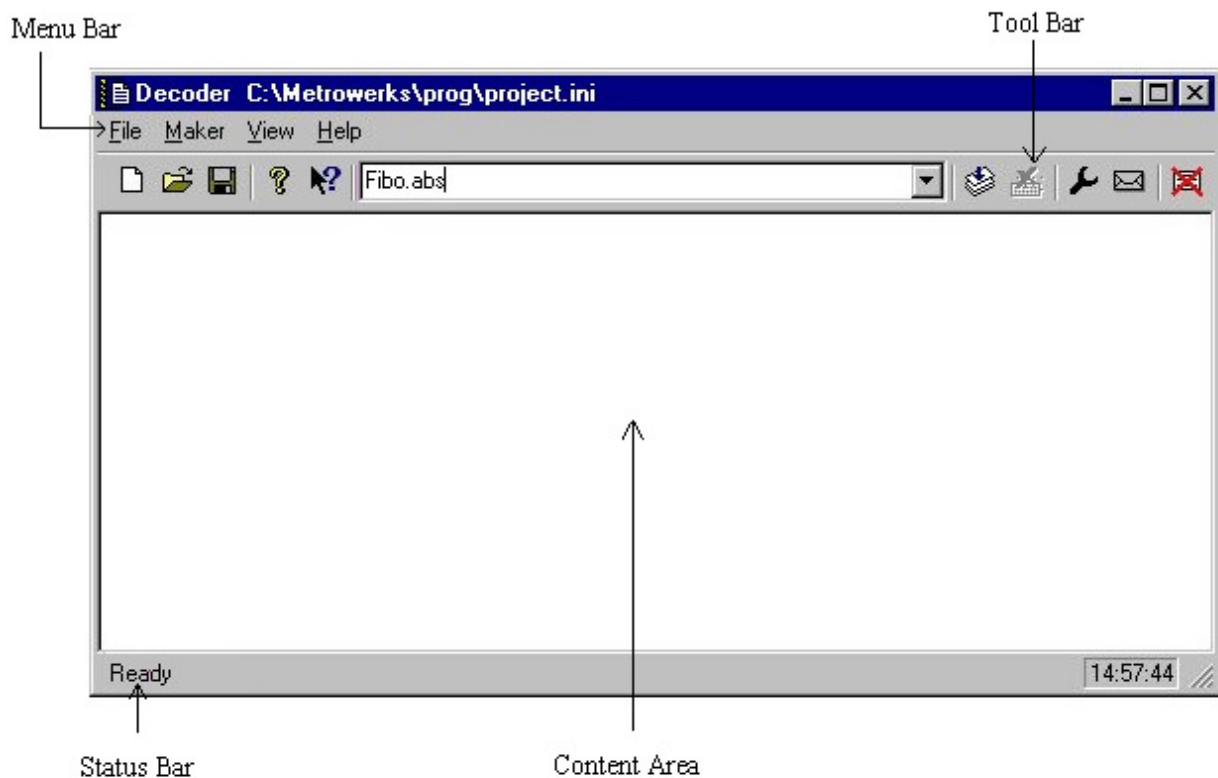 Menu Bar
Tool Bar
Decoder C:\Metrowerks\prog\project.ini
File Maker View Help
Fibo.abs
Ready
14:57:44
Status Bar
Content Area